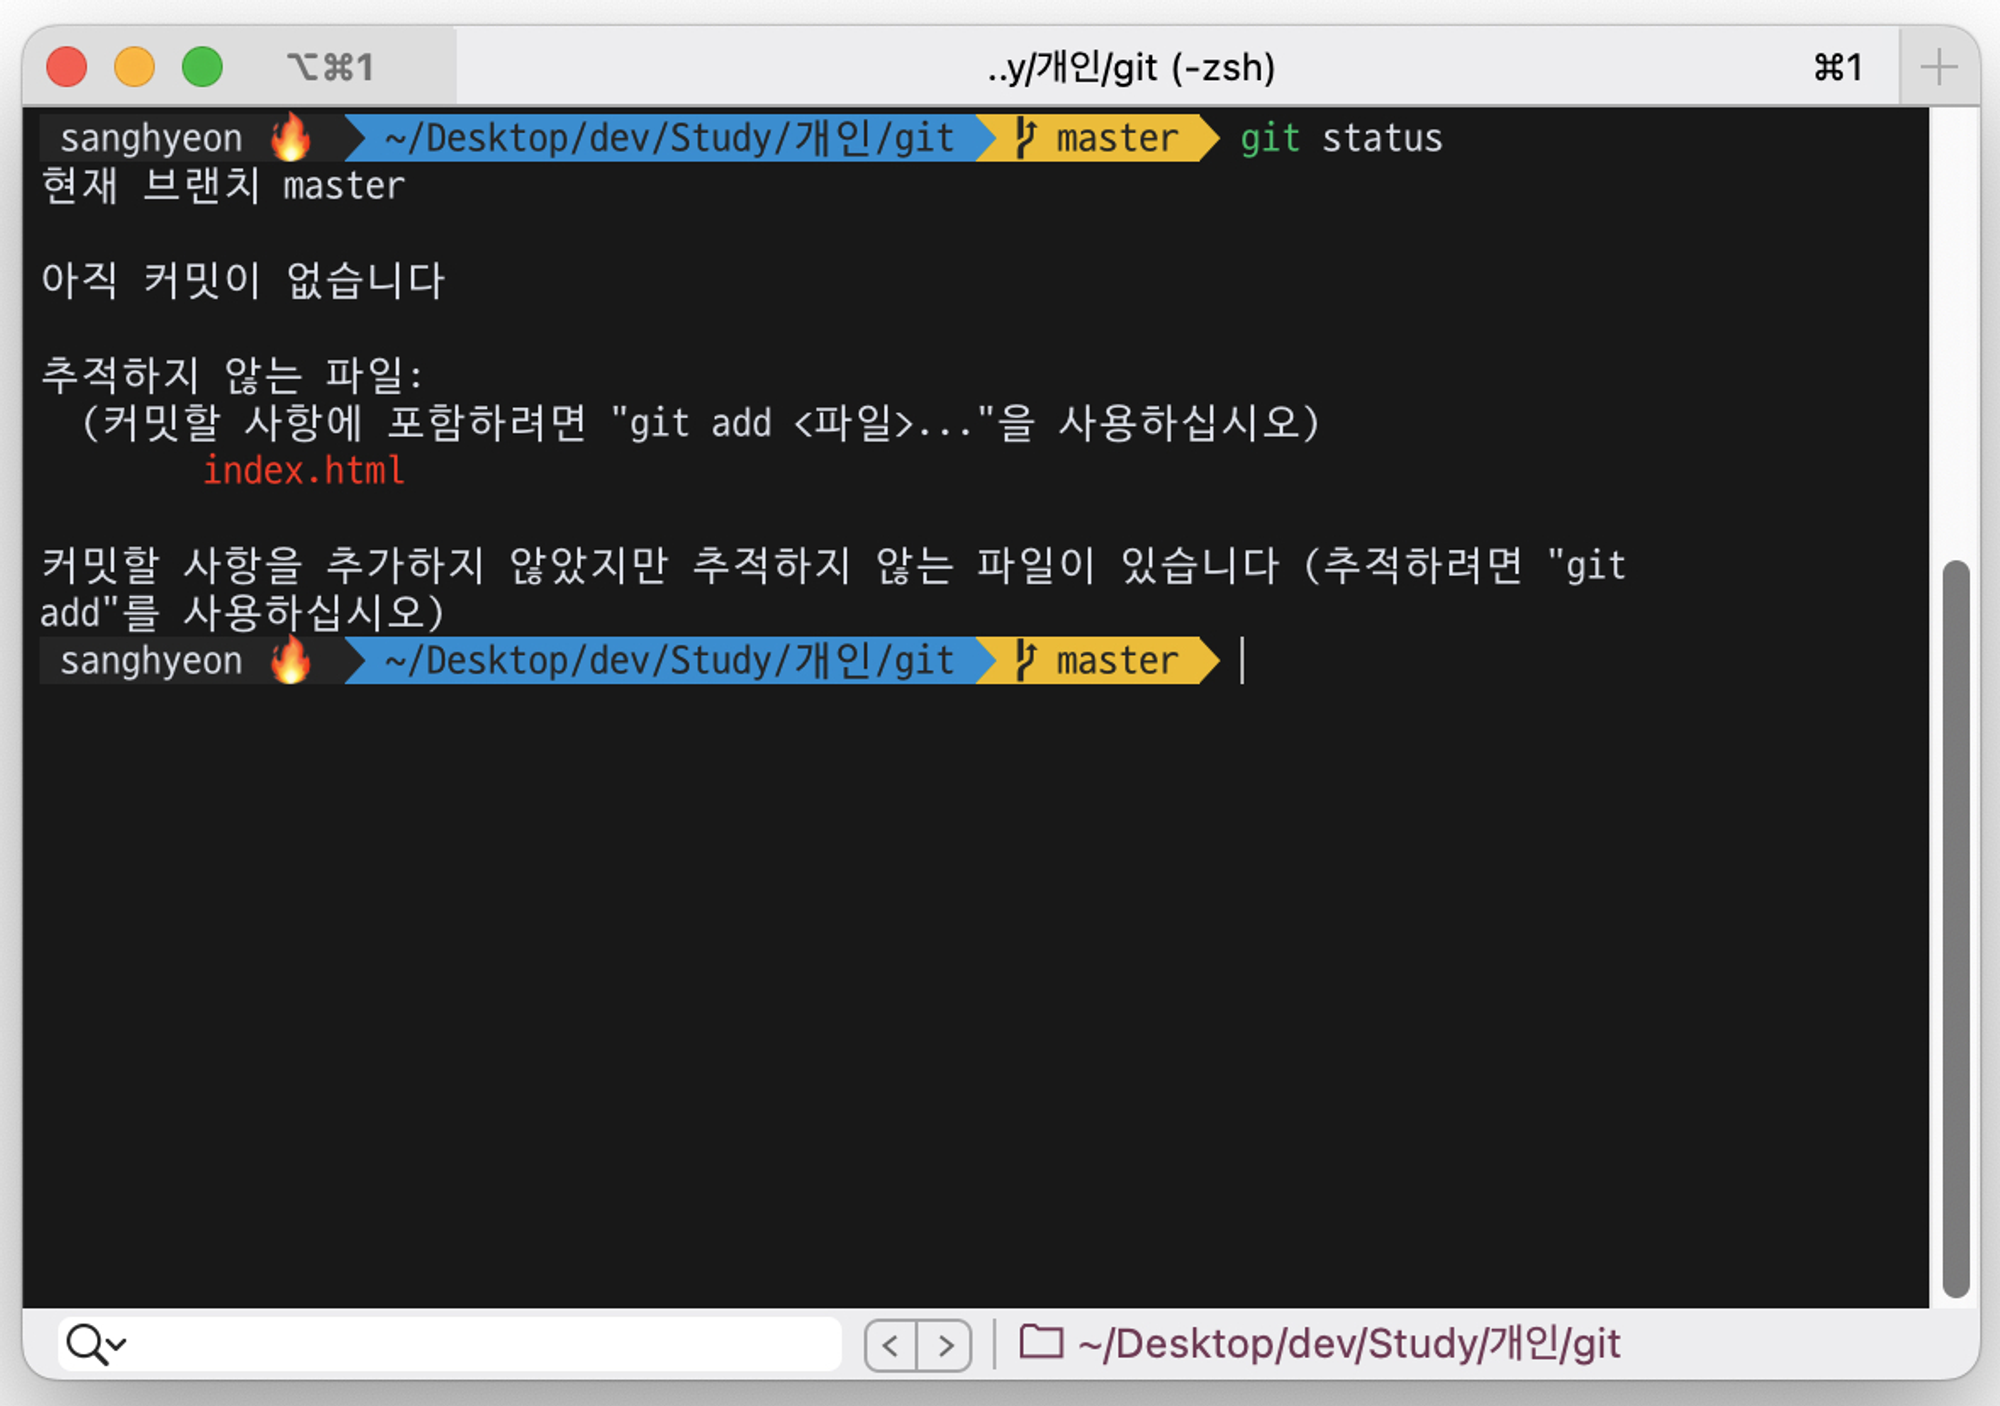 ⌥⌘1 ..y/개인/git (-zsh) ⌘1
sanghyeon 🔥 ~/Desktop/dev/Study/개인/git master git status
현재 브랜치 master
아직 커밋이 없습니다
추적하지 않는 파일:
(커밋할 사항에 포함하려면 "git add <파일>..."을 사용하십시오)
index.html
커밋할 사항을 추가하지 않았지만 추적하지 않는 파일이 있습니다 (추적하려면 "git
add"를 사용하십시오)
sanghyeon 🔥 ~/Desktop/dev/Study/개인/git master
~/Desktop/dev/Study/개인/git